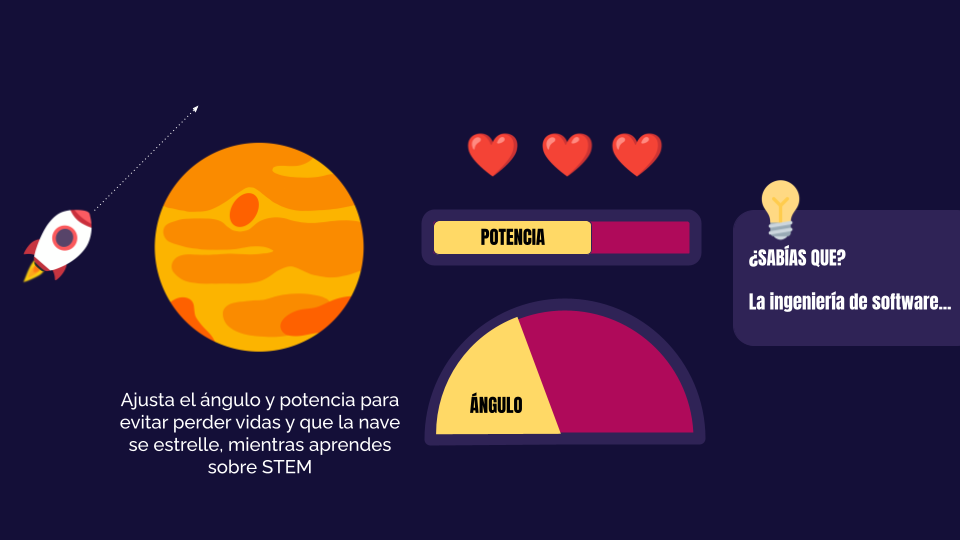 Ajusta el ángulo y potencia para
evitar perder vidas y que la nave
se estrelle, mientras aprendes
sobre STEM
POTENCIA
ÁNGULO
¿SABÍAS QUE?
La ingeniería de software...